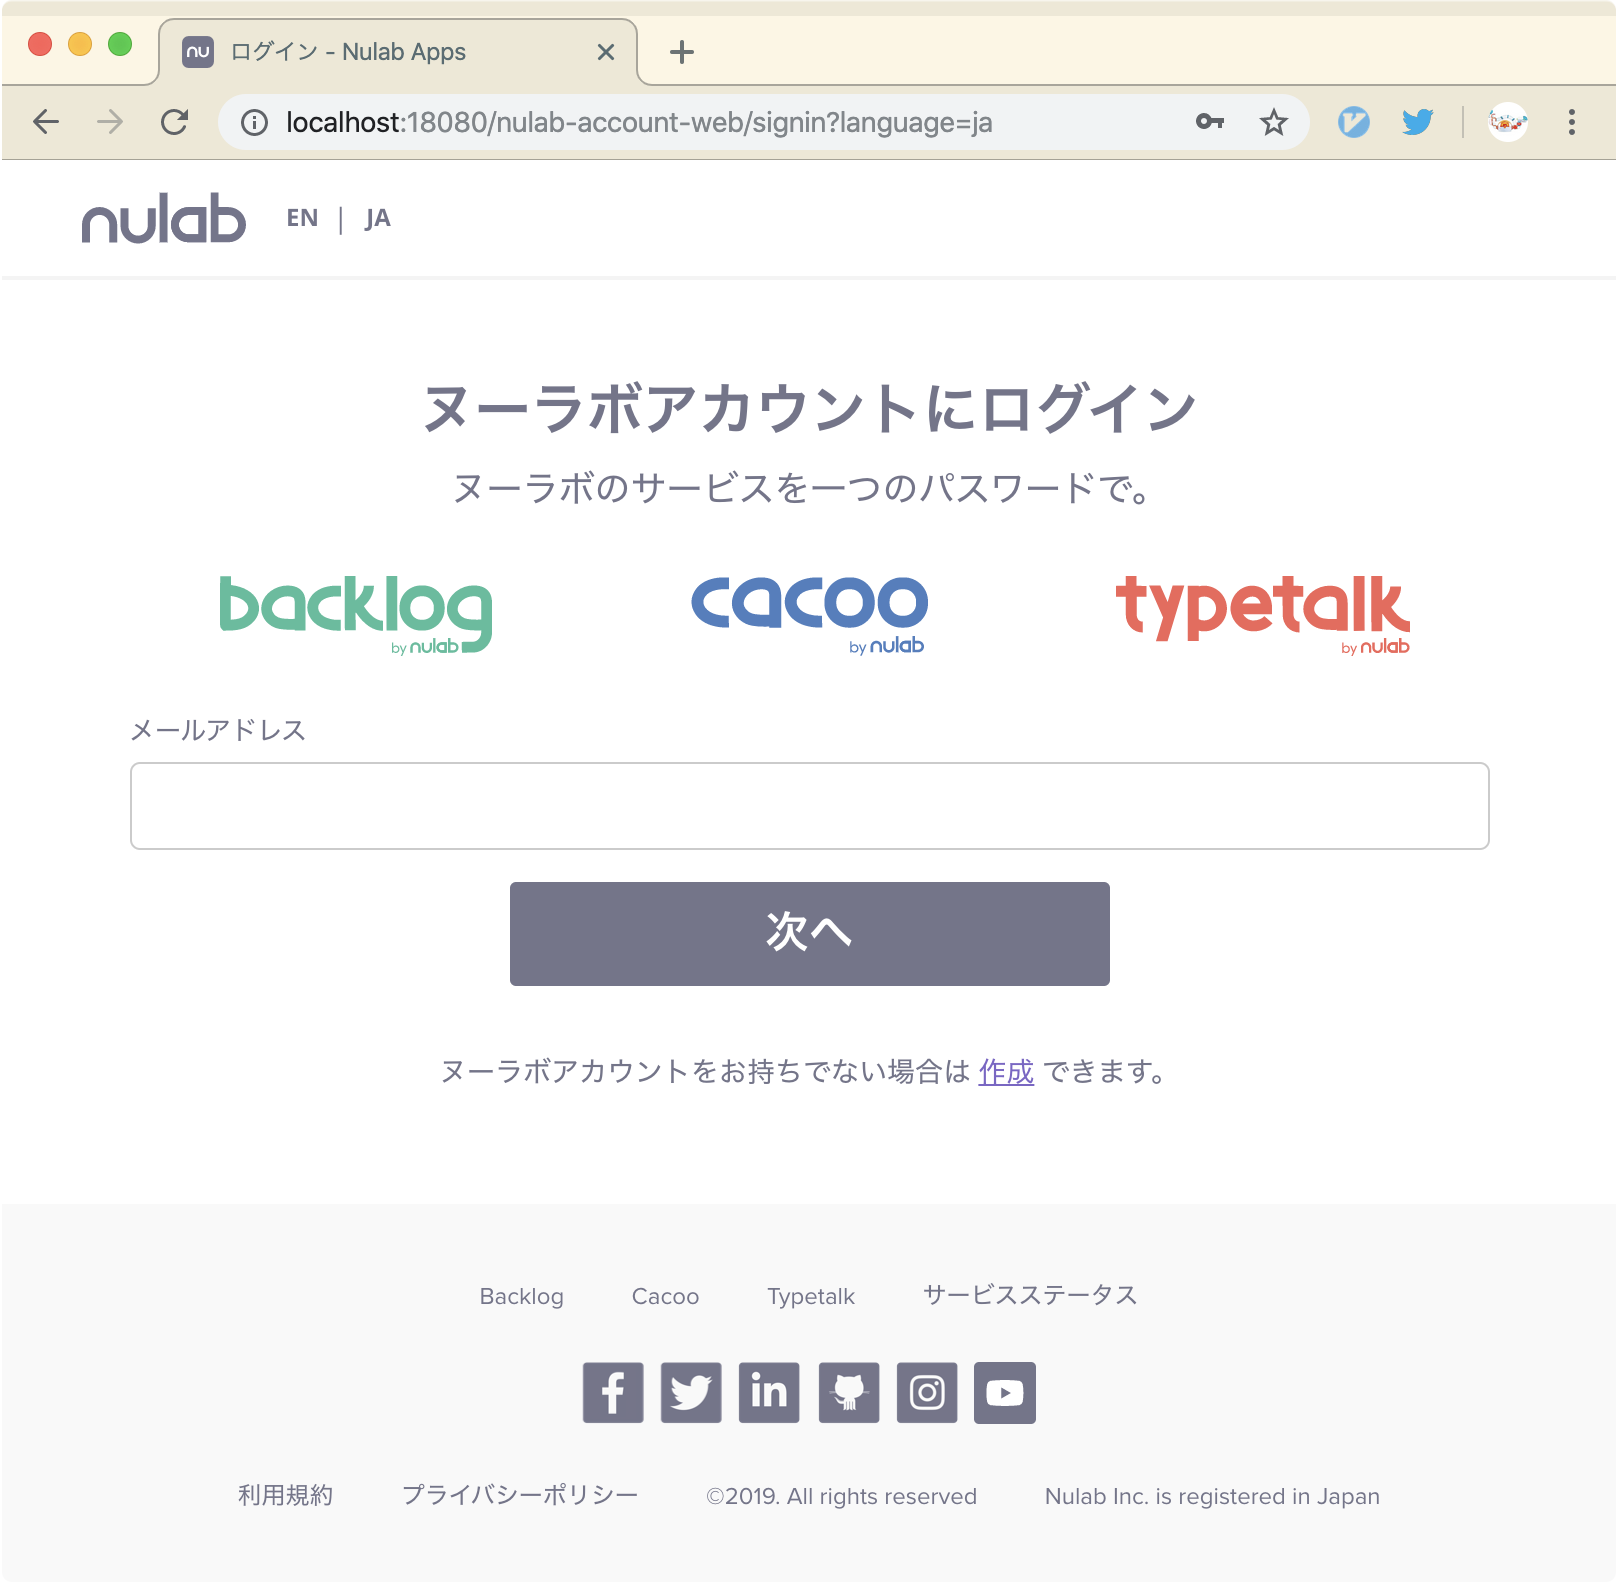 nu ログイン - Nulab Apps
localhost:18080/nulab-account-web/signin?language=ja
nulab EN | JA
ヌーラボアカウントにログイン
ヌーラボのサービスを一つのパスワードで。
backlog by nulab
cacoo by nulab
typetalk by nulab
メールアドレス
次へ
ヌーラボアカウントをお持ちでない場合は 作成 できます。
Backlog Cacoo Typetalk サービスステータス
利用規約 プライバシーポリシー ©2019. All rights reserved Nulab Inc. is registered in Japan